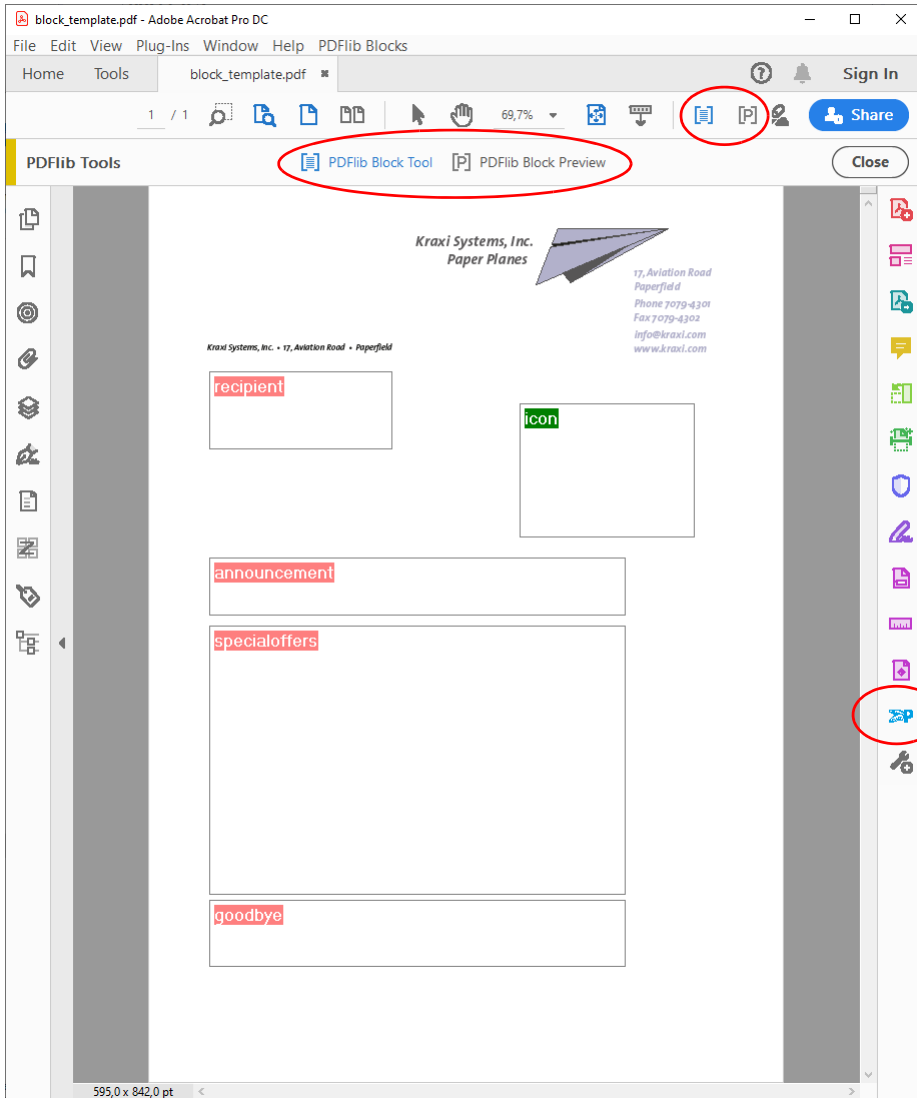 block_template.pdf - Adobe Acrobat Pro DC
File Edit View Plug-Ins Window Help PDFlib Blocks
Home Tools block_template.pdf Sign In
1 / 1 69,7% [P] Share
PDFlib Tools PDFlib Block Tool [P] PDFlib Block Preview Close
Kraxi Systems, Inc.
Paper Planes
17, Aviation Road
Paperfield
Phone 7079-4301
Fax 7079-4302
info@kraxi.com
www.kraxi.com
Kraxi Systems, Inc. • 17, Aviation Road • Paperfield
recipient
icon
announcement
specialoffers
goodbye
595,0 x 842,0 pt